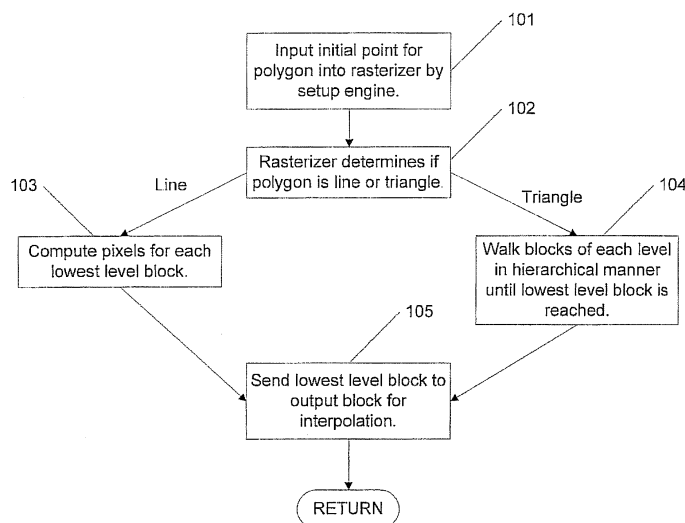 101
Input initial point for
polygon into rasterizer by
setup engine.
102
Rasterizer determines if
polygon is line or triangle.
103
Line
Triangle
104
Compute pixels for each
lowest level block.
Walk blocks of each level
in hierarchical manner
until lowest level block is
reached.
105
Send lowest level block to
output block for
interpolation.
RETURN